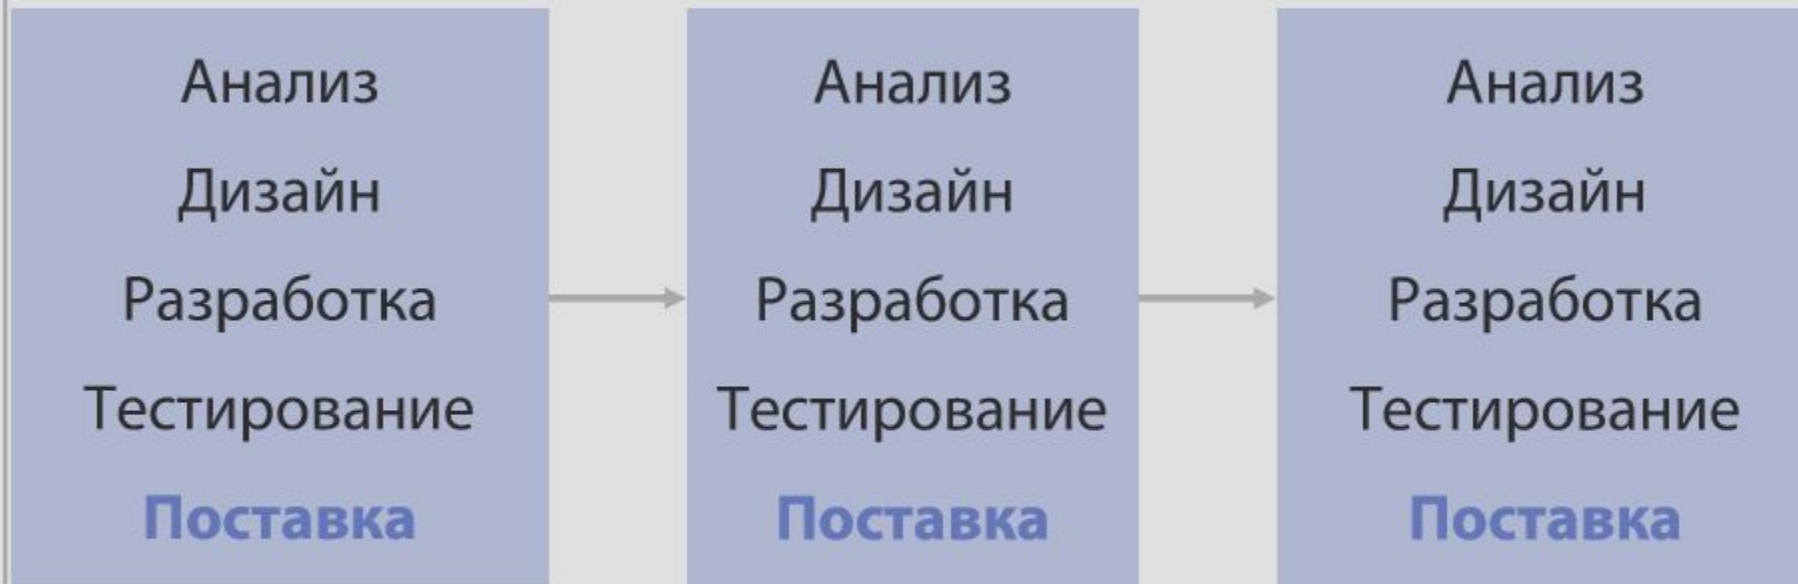 Анализ
Дизайн
Разработка
Тестирование
Поставка
Анализ
Дизайн
Разработка
Тестирование
Поставка
Анализ
Дизайн
Разработка
Тестирование
Поставка